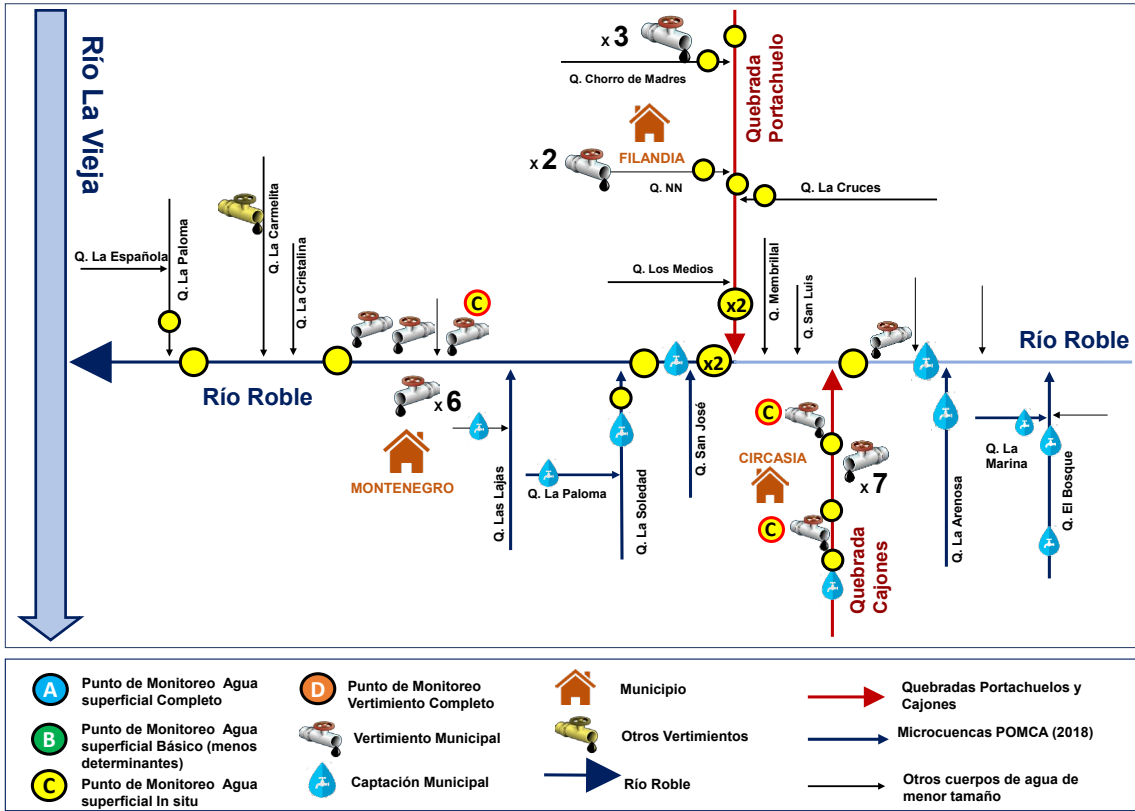 Río La Vieja
x 3
Q. Chorro de Madres
Quebrada
Portachuelo
x 2
FILANDIA
Q. NN
Q. La Cruces
Q. La Española
Q. La Paloma
Q. La Carmelita
Q. La Cristalina
Q. Los Medios
Q. Membrillal
Q. San Luis
C
x2
x2
Río Roble
Río Roble
x 6
MONTENEGRO
Q. Las Lajas
Q. La Paloma
Q. La Soledad
Q. San José
C
CIRCASIA
x 7
C
Quebrada
Cajones
Q. La Arenosa
Q. La
Marina
Q. El Bosque
A
Punto de Monitoreo Agua
superficial Completo
B
Punto de Monitoreo Agua
superficial Básico (menos
determinantes)
C
Punto de Monitoreo Agua
superficial In situ
D
Punto de Monitoreo
Vertimiento Completo
Vertimiento Municipal
Captación Municipal
Municipio
Otros Vertimientos
Río Roble
Quebradas Portachuelos y
Cajones
Microcuencas POMCA (2018)
Otros cuerpos de agua de
menor tamaño